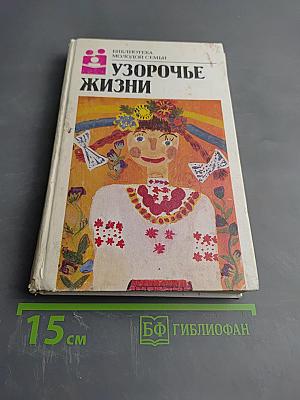 БИБЛИОТЕКА
МОЛОДОЙ СЕМЬИ
УЗОРОЧЬЕ
ЖИЗНИ
15 см
БФ ГИБЛИОФАН